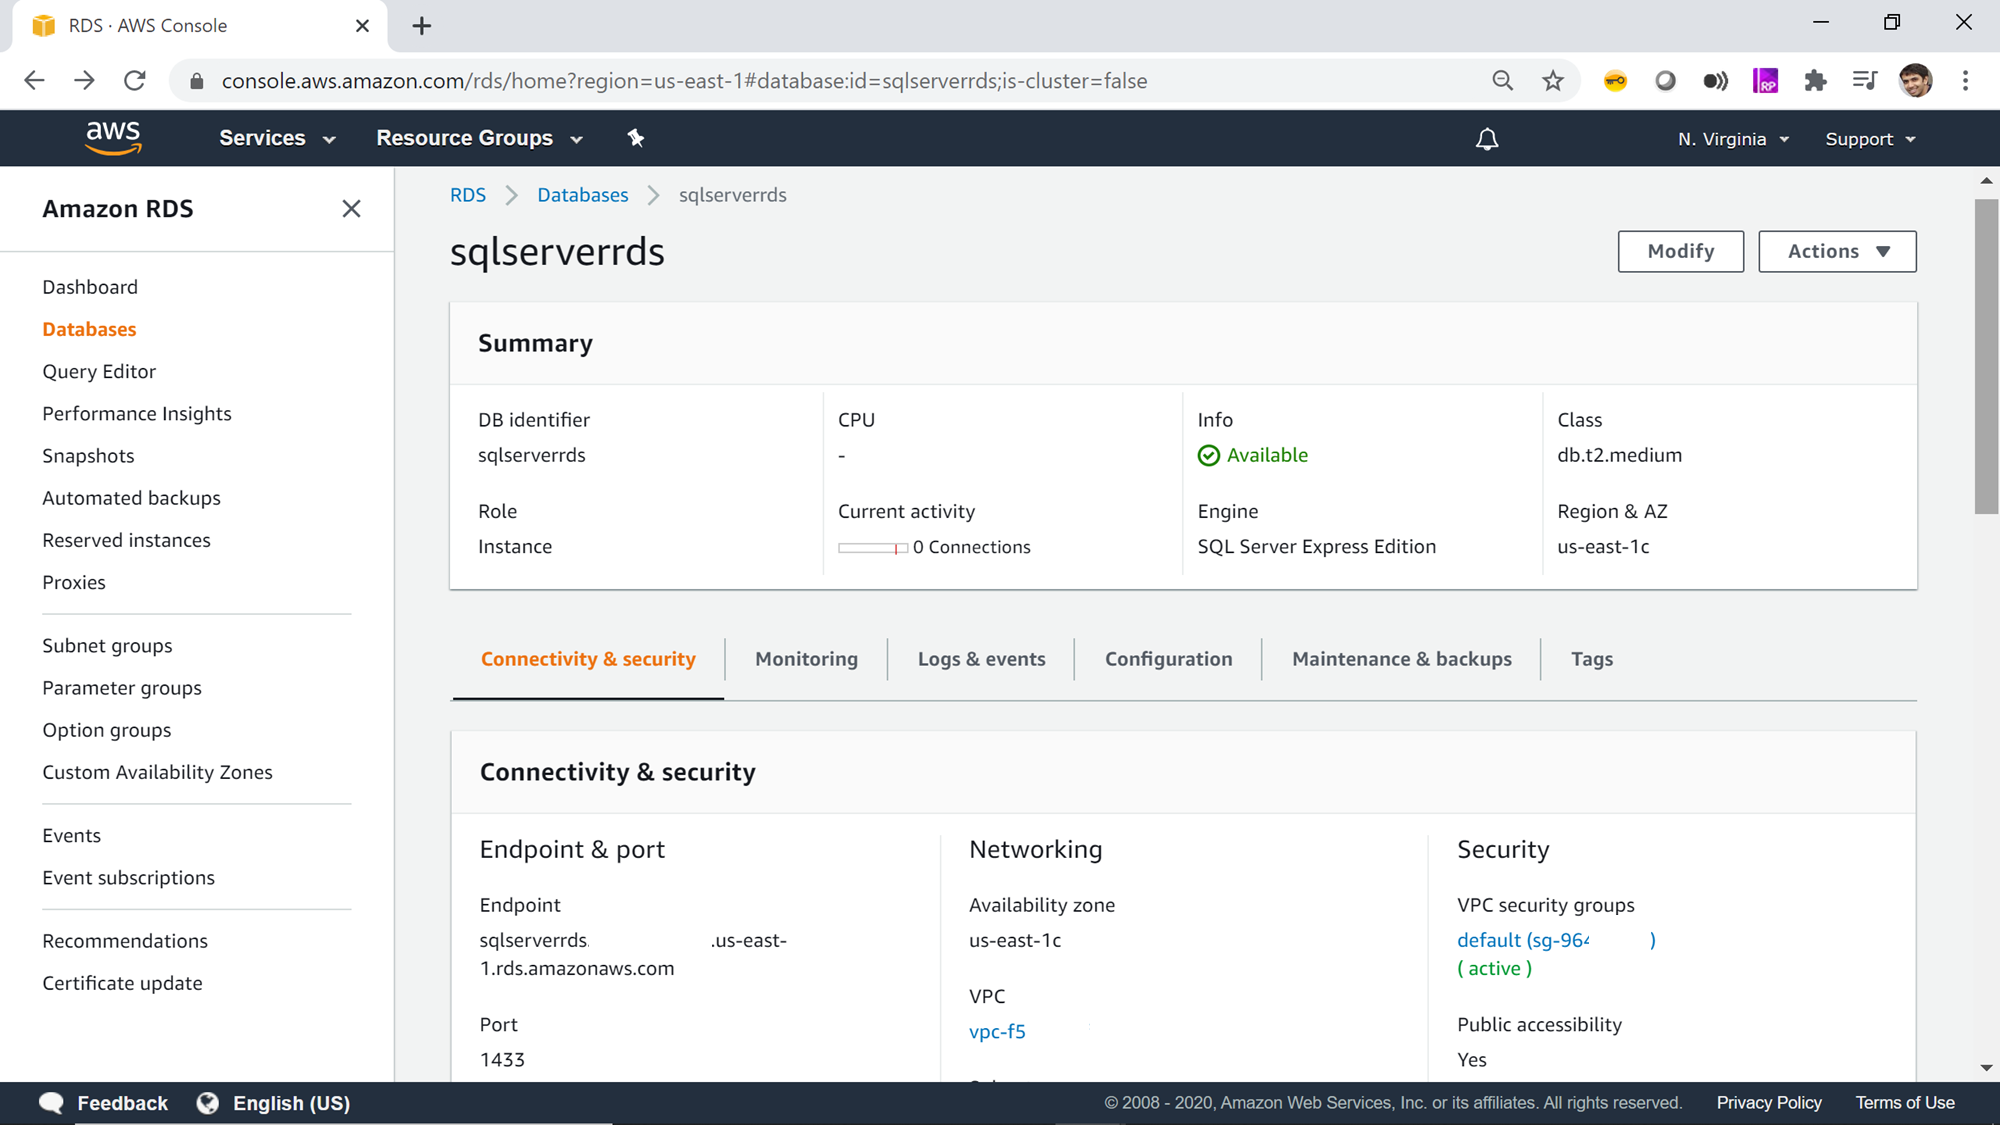 RDS · AWS Console
console.aws.amazon.com/rds/home?region=us-east-1#database:id=sqlserverrds;is-cluster=false
RP
aws
Services
Resource Groups
N. Virginia
Support
Amazon RDS
Dashboard
Databases
Query Editor
Performance Insights
Snapshots
Automated backups
Reserved instances
Proxies
Subnet groups
Parameter groups
Option groups
Custom Availability Zones
Events
Event subscriptions
Recommendations
Certificate update
RDS
Databases
sqlserverrds
sqlserverrds
Modify
Actions
Summary
DB identifier
sqlserverrds
CPU
-
Info
Available
Class
db.t2.medium
Role
Instance
Current activity
0 Connections
Engine
SQL Server Express Edition
Region & AZ
us-east-1c
Connectivity & security
Monitoring
Logs & events
Configuration
Maintenance & backups
Tags
Connectivity & security
Endpoint & port
Endpoint
sqlserverrds. .us-east-
1.rds.amazonaws.com
Port
1433
Networking
Availability zone
us-east-1c
VPC
vpc-f5
Security
VPC security groups
default (sg-964 )
( active )
Public accessibility
Yes
Feedback
English (US)
© 2008 - 2020, Amazon Web Services, Inc. or its affiliates. All rights reserved.
Privacy Policy
Terms of Use